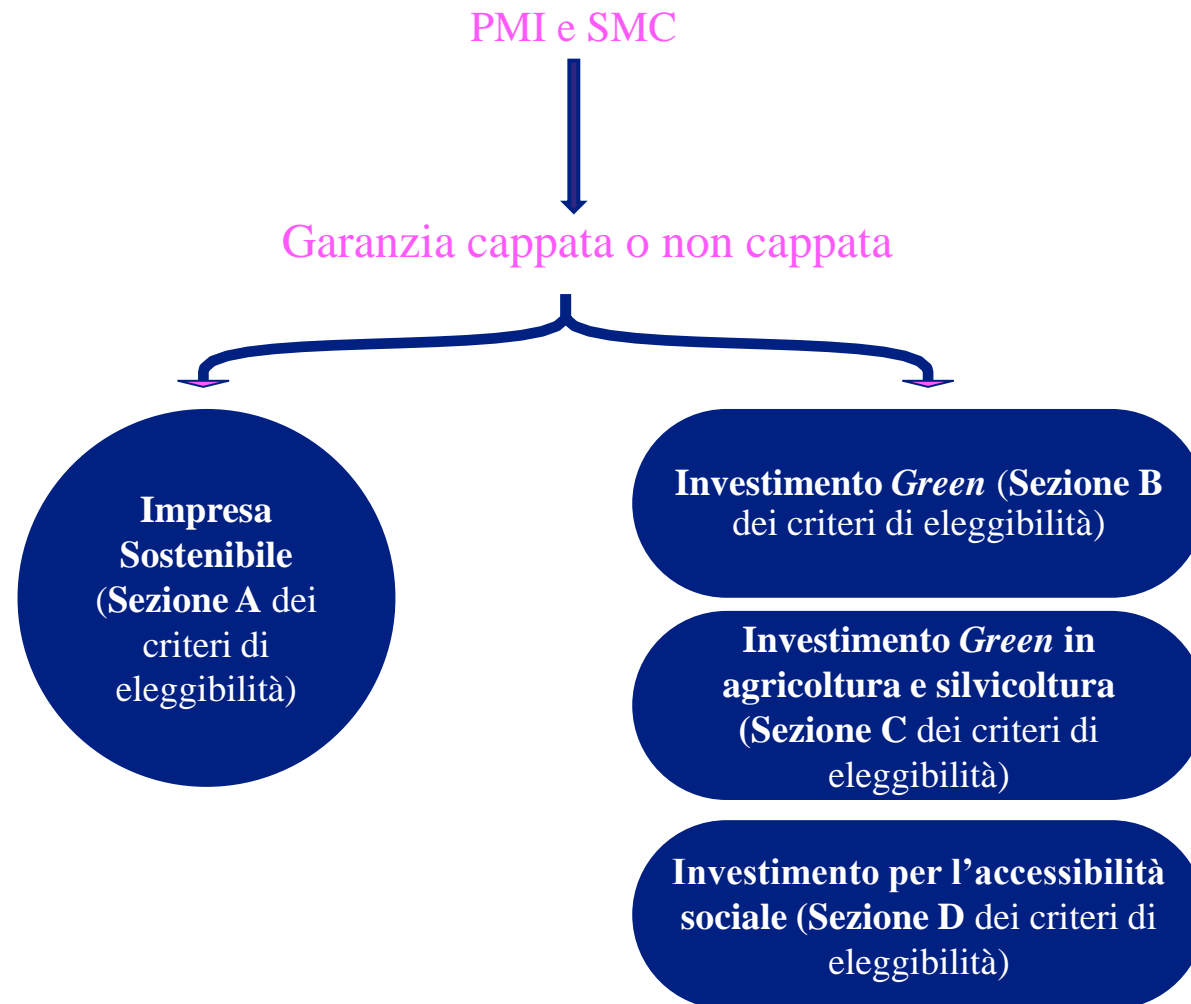 PMI e SMC
Garanzia cappata o non cappata
Impresa
Sostenibile
(Sezione A dei
criteri di
eleggibilità)
Investimento Green (Sezione B
dei criteri di eleggibilità)
Investimento Green in
agricoltura e silvicoltura
(Sezione C dei criteri di
eleggibilità)
Investimento per l’accessibilità
sociale (Sezione D dei criteri di
eleggibilità)